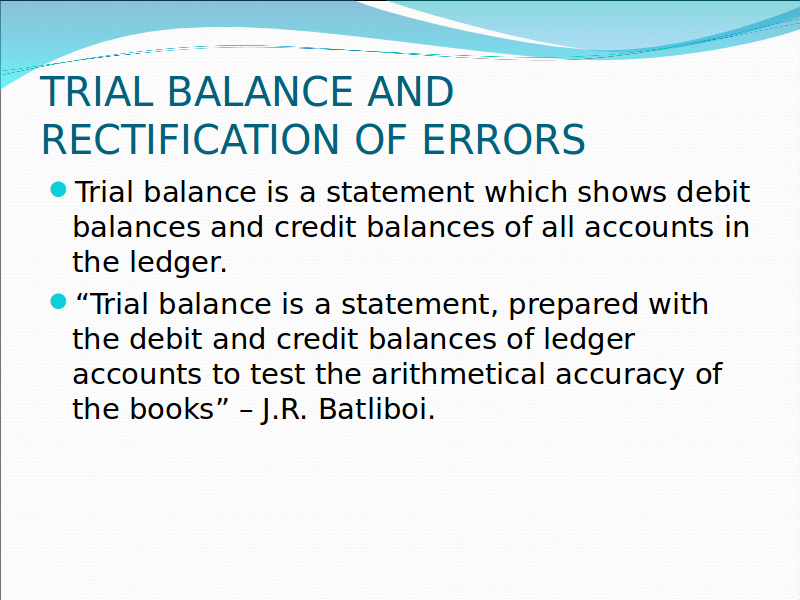 TRIAL BALANCE AND
RECTIFICATION OF ERRORS
Trial balance is a statement which shows debit
balances and credit balances of all accounts in
the ledger.
“Trial balance is a statement, prepared with
the debit and credit balances of ledger
accounts to test the arithmetical accuracy of
the books” – J.R. Batliboi.